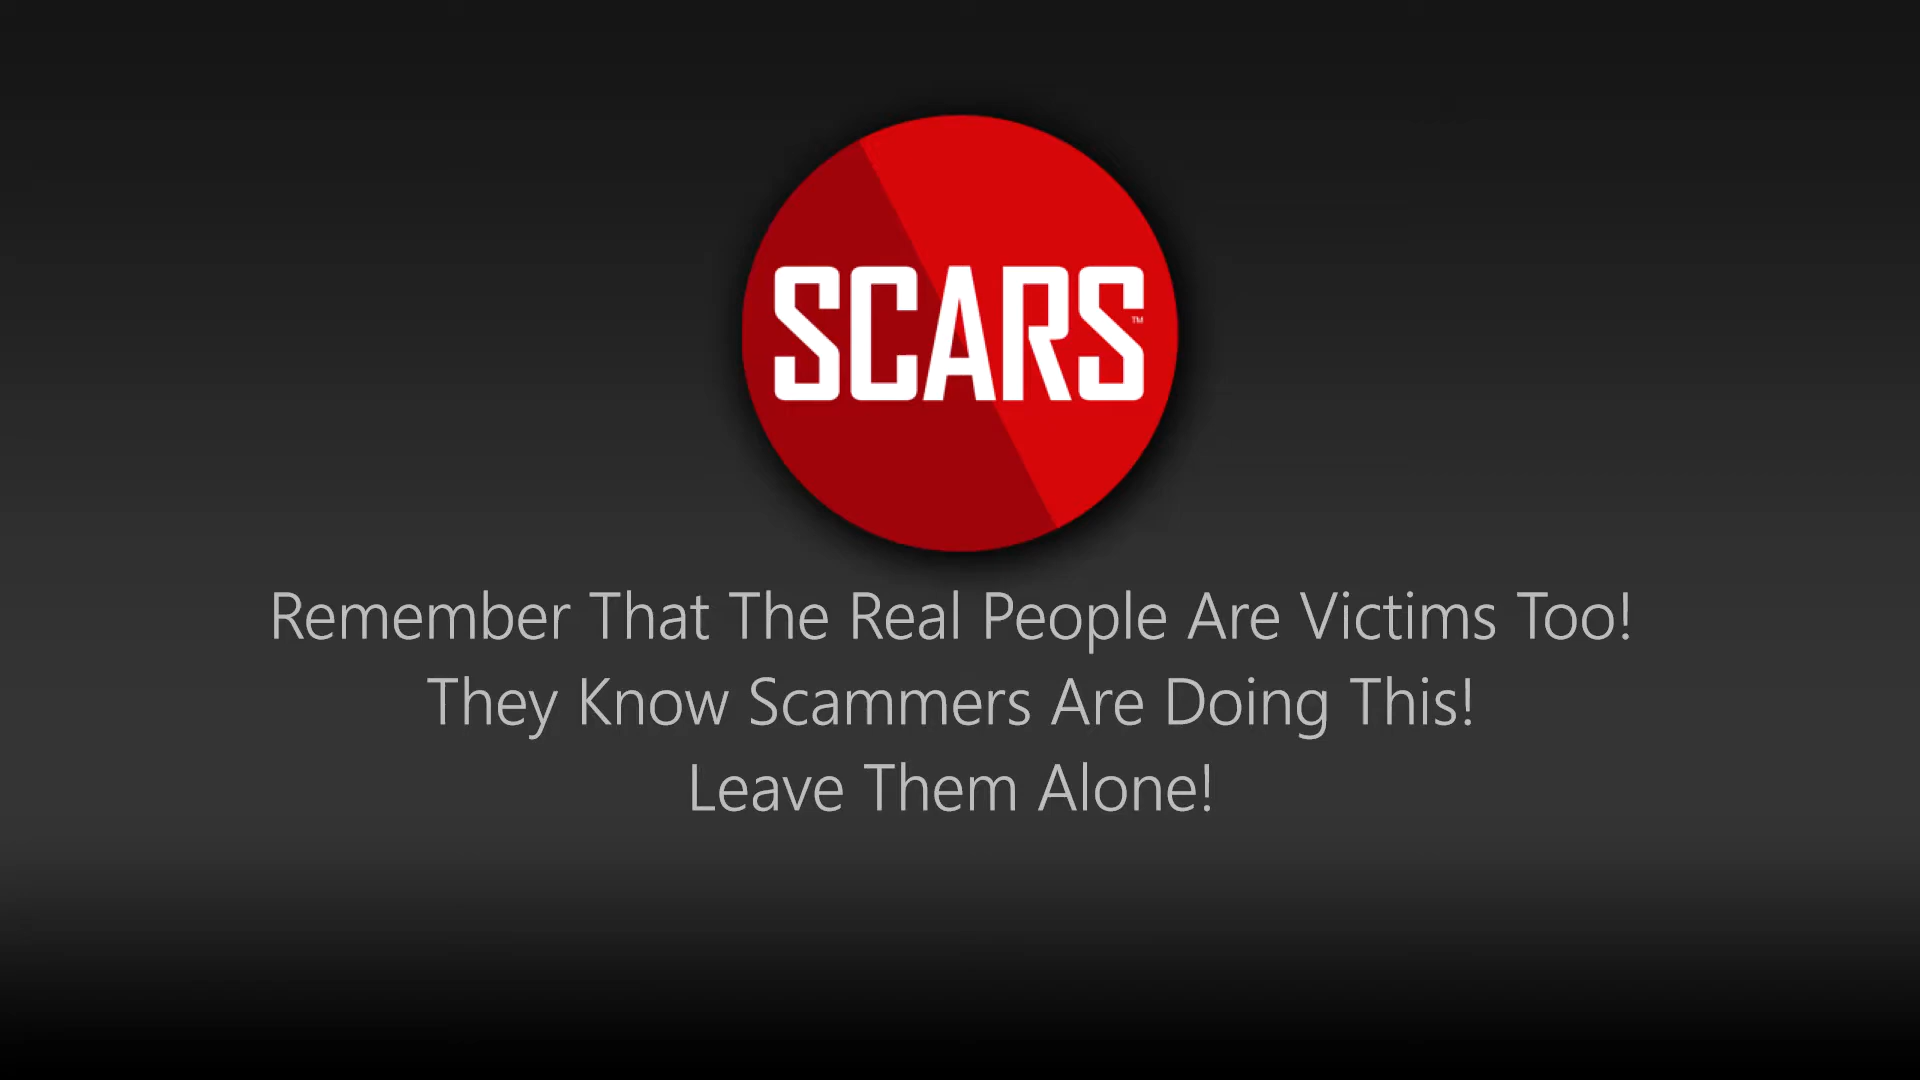 SCARS™
Remember That The Real People Are Victims Too!
They Know Scammers Are Doing This!
Leave Them Alone!